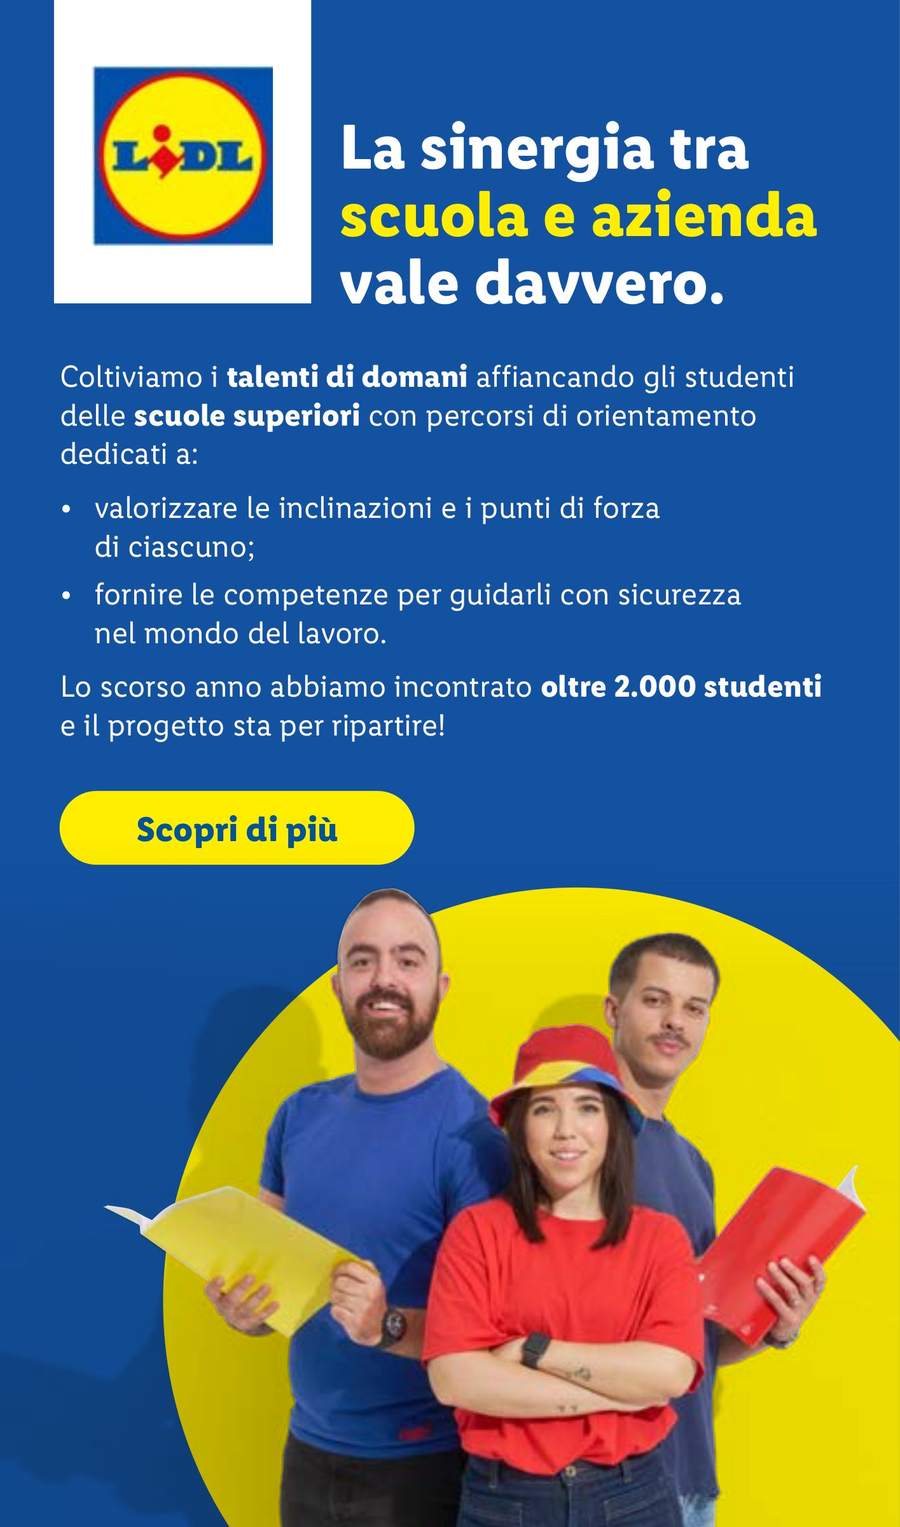 LIDL
La sinergia tra
scuola e azienda
vale davvero.
Coltiviamo i talenti di domani affiancando gli studenti
delle scuole superiori con percorsi di orientamento
dedicati a:
• valorizzare le inclinazioni e i punti di forza
di ciascuno;
• fornire le competenze per guidarli con sicurezza
nel mondo del lavoro.
Lo scorso anno abbiamo incontrato oltre 2.000 studenti
e il progetto sta per ripartire!
Scopri di più